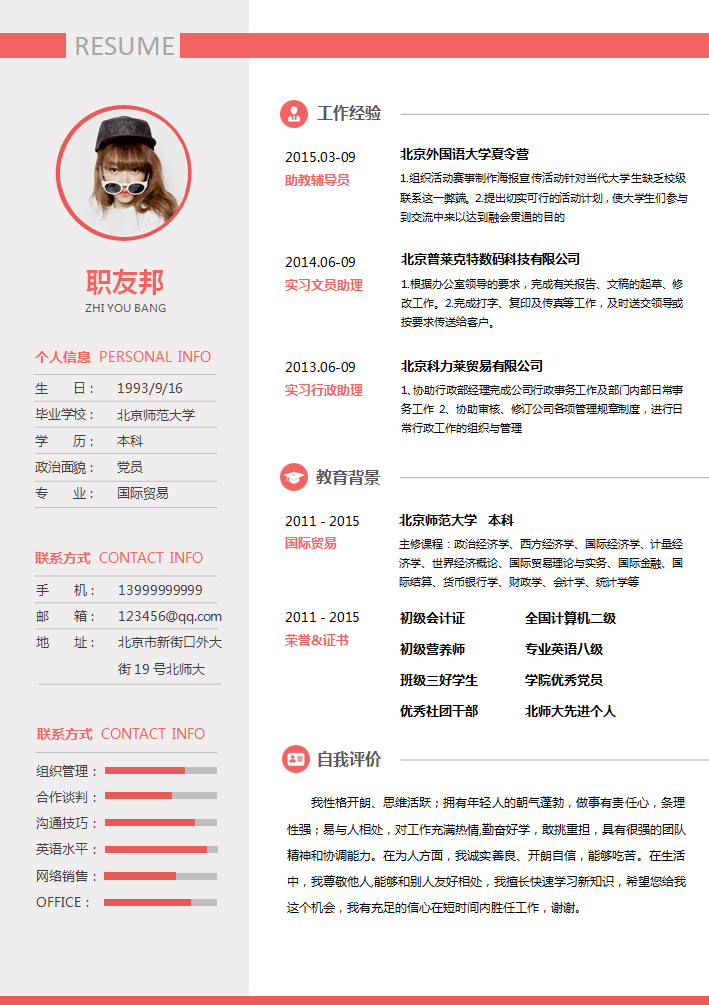 RESUME
职友邦
ZHI YOU BANG
个人信息 PERSONAL INFO
生 日： 1993/9/16
毕业学校： 北京师范大学
学 历： 本科
政治面貌： 党员
专 业： 国际贸易
联系方式 CONTACT INFO
手 机： 13999999999
邮 箱： 123456@qq.com
地 址： 北京市新街口外大
街 19 号北师大
联系方式 CONTACT INFO
组织管理：
合作谈判：
沟通技巧：
英语水平：
网络销售：
OFFICE：
工作经验
2015.03-09 北京外国语大学夏令营
助教辅导员
1.组织活动赛事制作海报宣传活动针对当代大学生缺乏校级
联系这一弊端。2.提出切实可行的活动计划，使大学生们参与
到交流中来以达到融会贯通的目的
2014.06-09 北京普莱克特数码科技有限公司
实习文员助理
1.根据办公室领导的要求，完成有关报告、文稿的起草、修
改工作。2.完成打字、复印及传真等工作，及时送交领导或
按要求传送给客户。
2013.06-09 北京科力莱贸易有限公司
实习行政助理
1、协助行政部经理完成公司行政事务工作及部门内部日常事
务工作 2、协助审核、修订公司各项管理规章制度，进行日
常行政工作的组织与管理
教育背景
2011 - 2015 北京师范大学 本科
国际贸易
主修课程：政治经济学、西方经济学、国际经济学、计量经
济学、世界经济概论、国际贸易理论与实务、国际金融、国
际结算、货币银行学、财政学、会计学、统计学等
2011 - 2015 初级会计证 全国计算机二级
荣誉&证书
初级营养师 专业英语八级
班级三好学生 学院优秀党员
优秀社团干部 北师大先进个人
自我评价
我性格开朗、思维活跃；拥有年轻人的朝气蓬勃，做事有责任心，条理
性强；易与人相处，对工作充满热情,勤奋好学，敢挑重担，具有很强的团队
精神和协调能力。在为人方面，我诚实善良、开朗自信，能够吃苦。在生活
中，我尊敬他人,能够和别人友好相处，我擅长快速学习新知识，希望您给我
这个机会，我有充足的信心在短时间内胜任工作，谢谢。